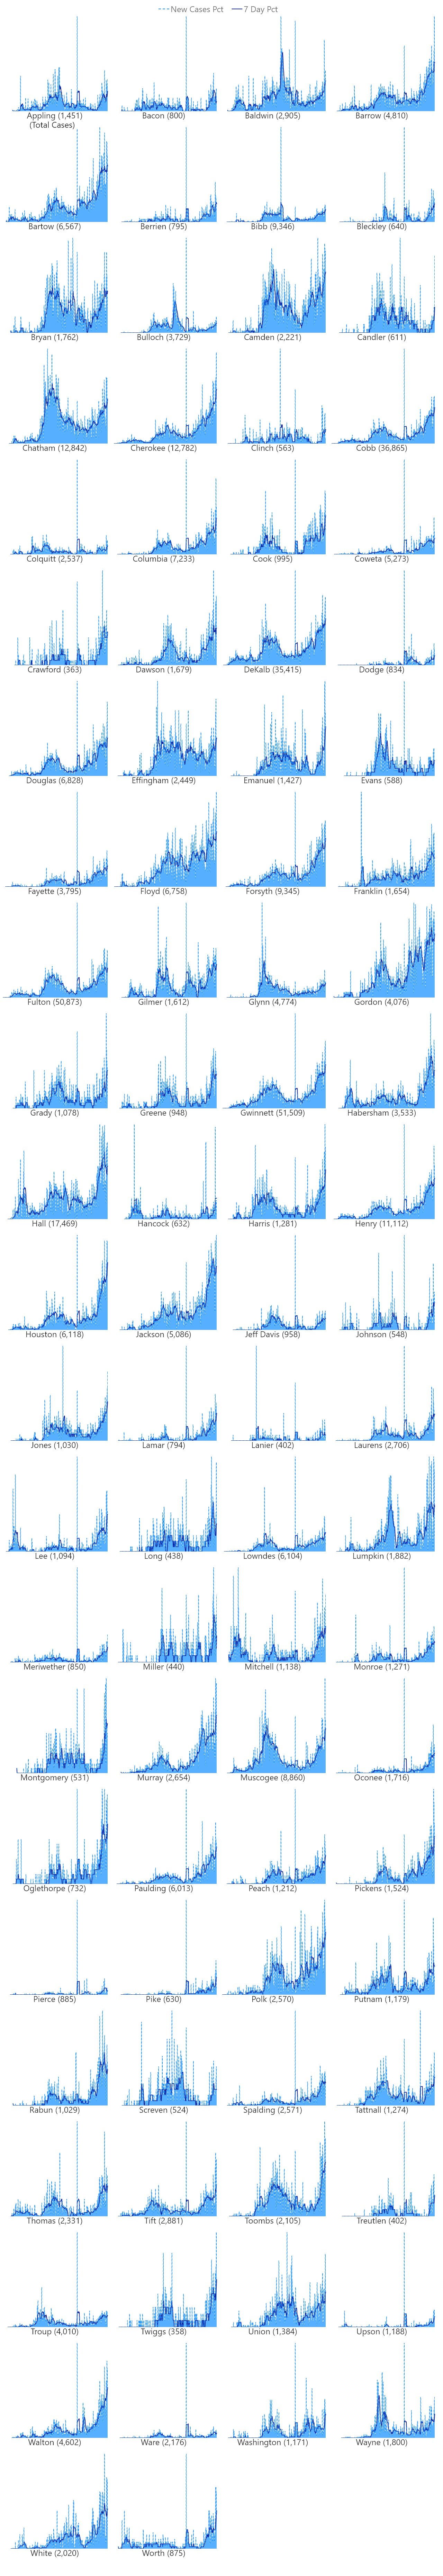 New Cases Pct 7 Day Pct
Appling (1,451) Bacon (800) Baldwin (2,905) Barrow (4,810)
(Total Cases)
Bartow (6,567) Berrien (795) Bibb (9,346) Bleckley (640)
Bryan (1,762) Bulloch (3,729) Camden (2,221) Candler (611)
Chatham (12,842) Cherokee (12,782) Clinch (563) Cobb (36,865)
Colquitt (2,537) Columbia (7,233) Cook (995) Coweta (5,273)
Crawford (363) Dawson (1,679) DeKalb (35,415) Dodge (834)
Douglas (6,828) Effingham (2,449) Emanuel (1,427) Evans (588)
Fayette (3,795) Floyd (6,758) Forsyth (9,345) Franklin (1,654)
Fulton (50,873) Gilmer (1,612) Glynn (4,774) Gordon (4,076)
Grady (1,078) Greene (948) Gwinnett (51,509) Habersham (3,533)
Hall (17,469) Hancock (632) Harris (1,281) Henry (11,112)
Houston (6,118) Jackson (5,086) Jeff Davis (958) Johnson (548)
Jones (1,030) Lamar (794) Lanier (402) Laurens (2,706)
Lee (1,094) Long (438) Lowndes (6,104) Lumpkin (1,882)
Meriwether (850) Miller (440) Mitchell (1,138) Monroe (1,271)
Montgomery (531) Murray (2,654) Muscogee (8,860) Oconee (1,716)
Oglethorpe (732) Paulding (6,013) Peach (1,212) Pickens (1,524)
Pierce (885) Pike (630) Polk (2,570) Putnam (1,179)
Rabun (1,029) Screven (524) Spalding (2,571) Tattnall (1,274)
Thomas (2,331) Tift (2,881) Toombs (2,105) Treutlen (402)
Troup (4,010) Twiggs (358) Union (1,384) Upson (1,188)
Walton (4,602) Ware (2,176) Washington (1,171) Wayne (1,800)
White (2,020) Worth (875)